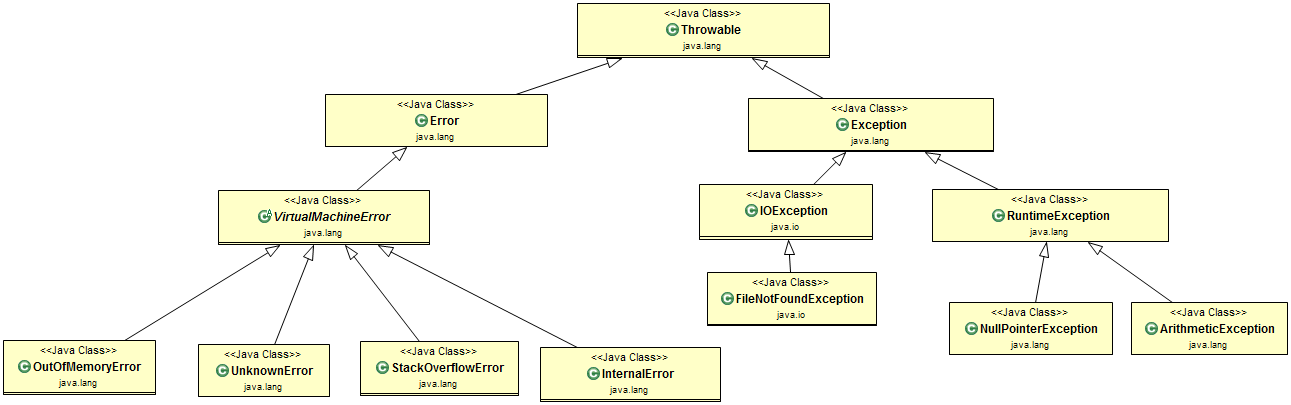 <<Java Class>>
Throwable
java.lang
<<Java Class>>
Error
java.lang
<<Java Class>>
Exception
java.lang
<<Java Class>>
VirtualMachineError
java.lang
<<Java Class>>
IOException
java.io
<<Java Class>>
RuntimeException
java.lang
<<Java Class>>
FileNotFoundException
java.io
<<Java Class>>
NullPointerException
java.lang
<<Java Class>>
ArithmeticException
java.lang
<<Java Class>>
OutOfMemoryError
java.lang
<<Java Class>>
UnknownError
java.lang
<<Java Class>>
StackOverflowError
java.lang
<<Java Class>>
InternalError
java.lang